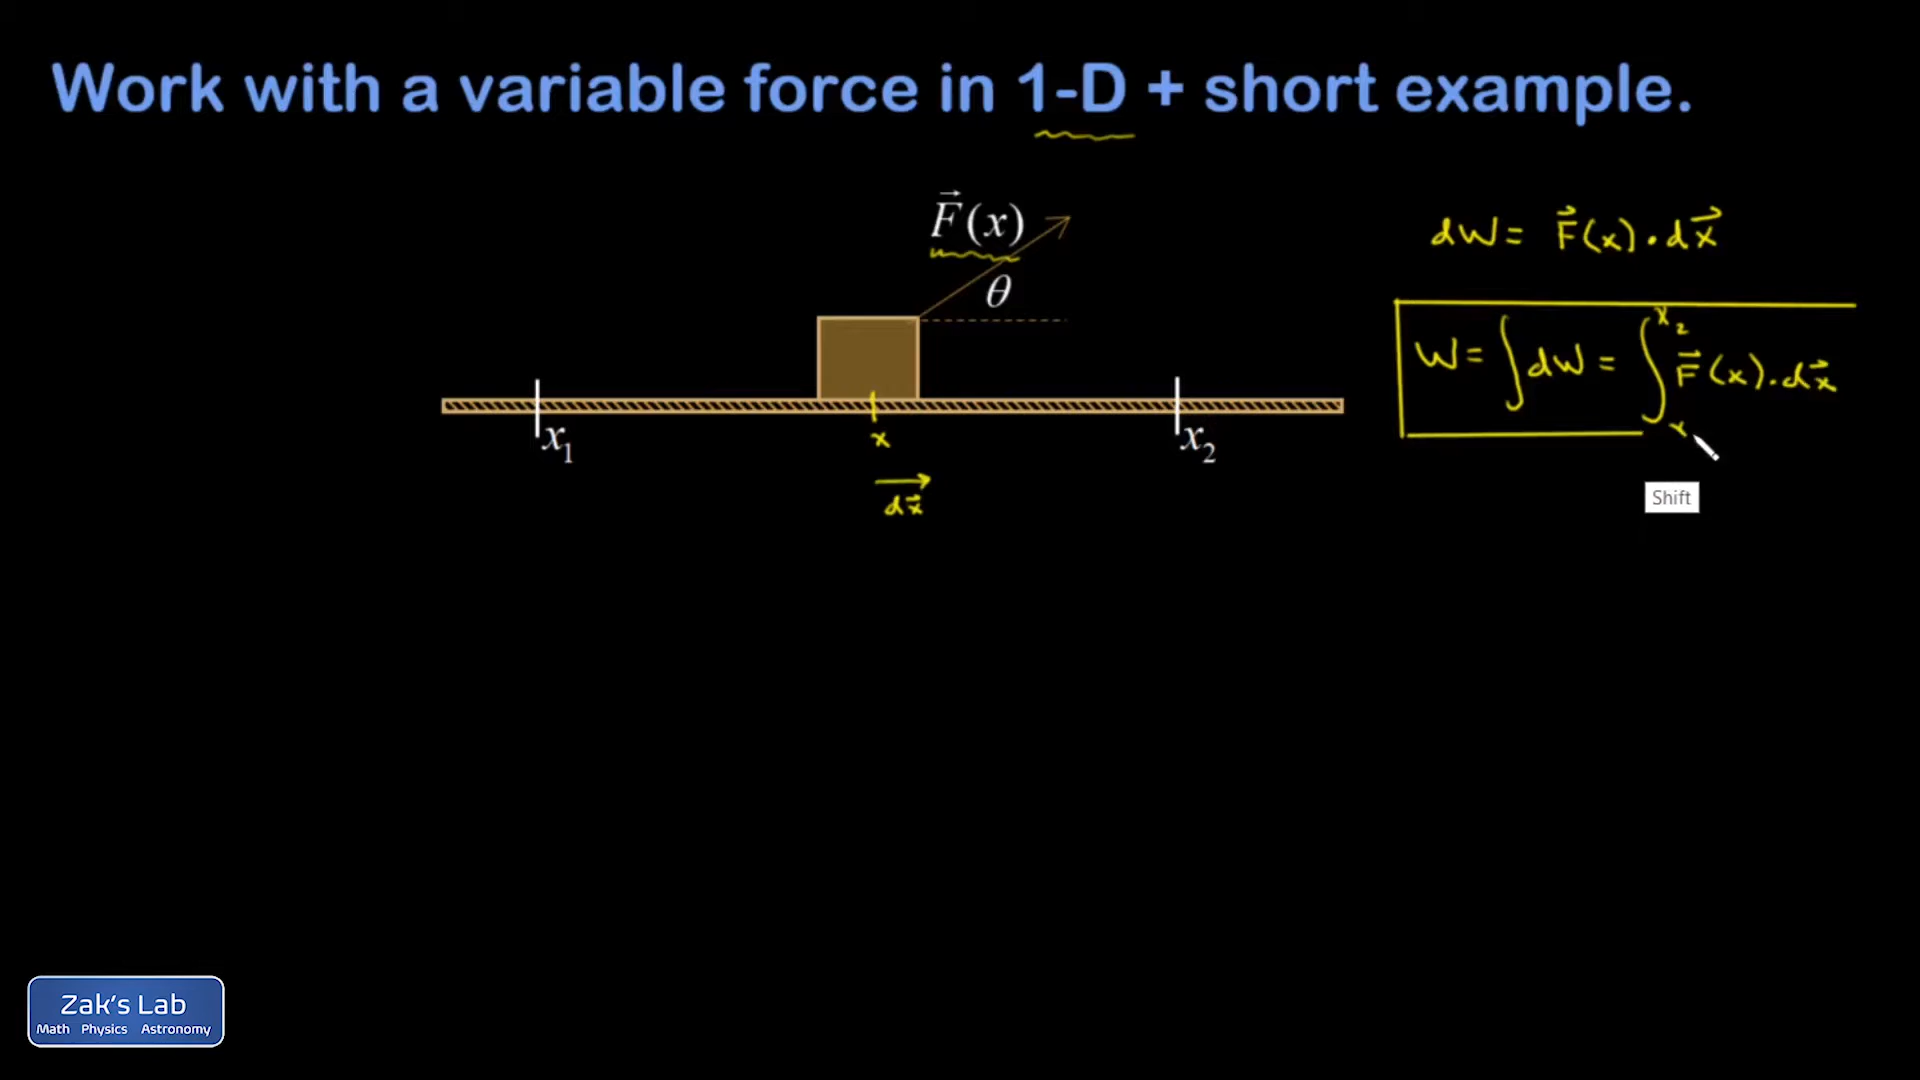 Work with a variable force in 1-D + short example.
F⃗(x)
θ
x₁
x
x₂
dx⃗
dW = F⃗(x) · dx⃗
W = ∫ dW = ∫ₓ^x₂ F⃗(x) · dx⃗
Shift
Zak's Lab
Math Physics Astronomy